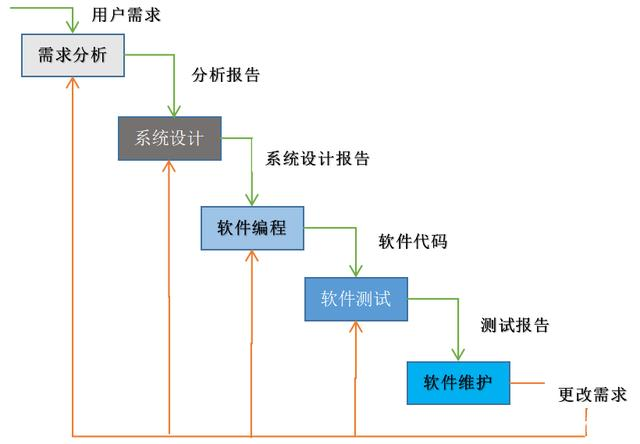 用户需求
需求分析
分析报告
系统设计
系统设计报告
软件编程
软件代码
软件测试
测试报告
软件维护
更改需求